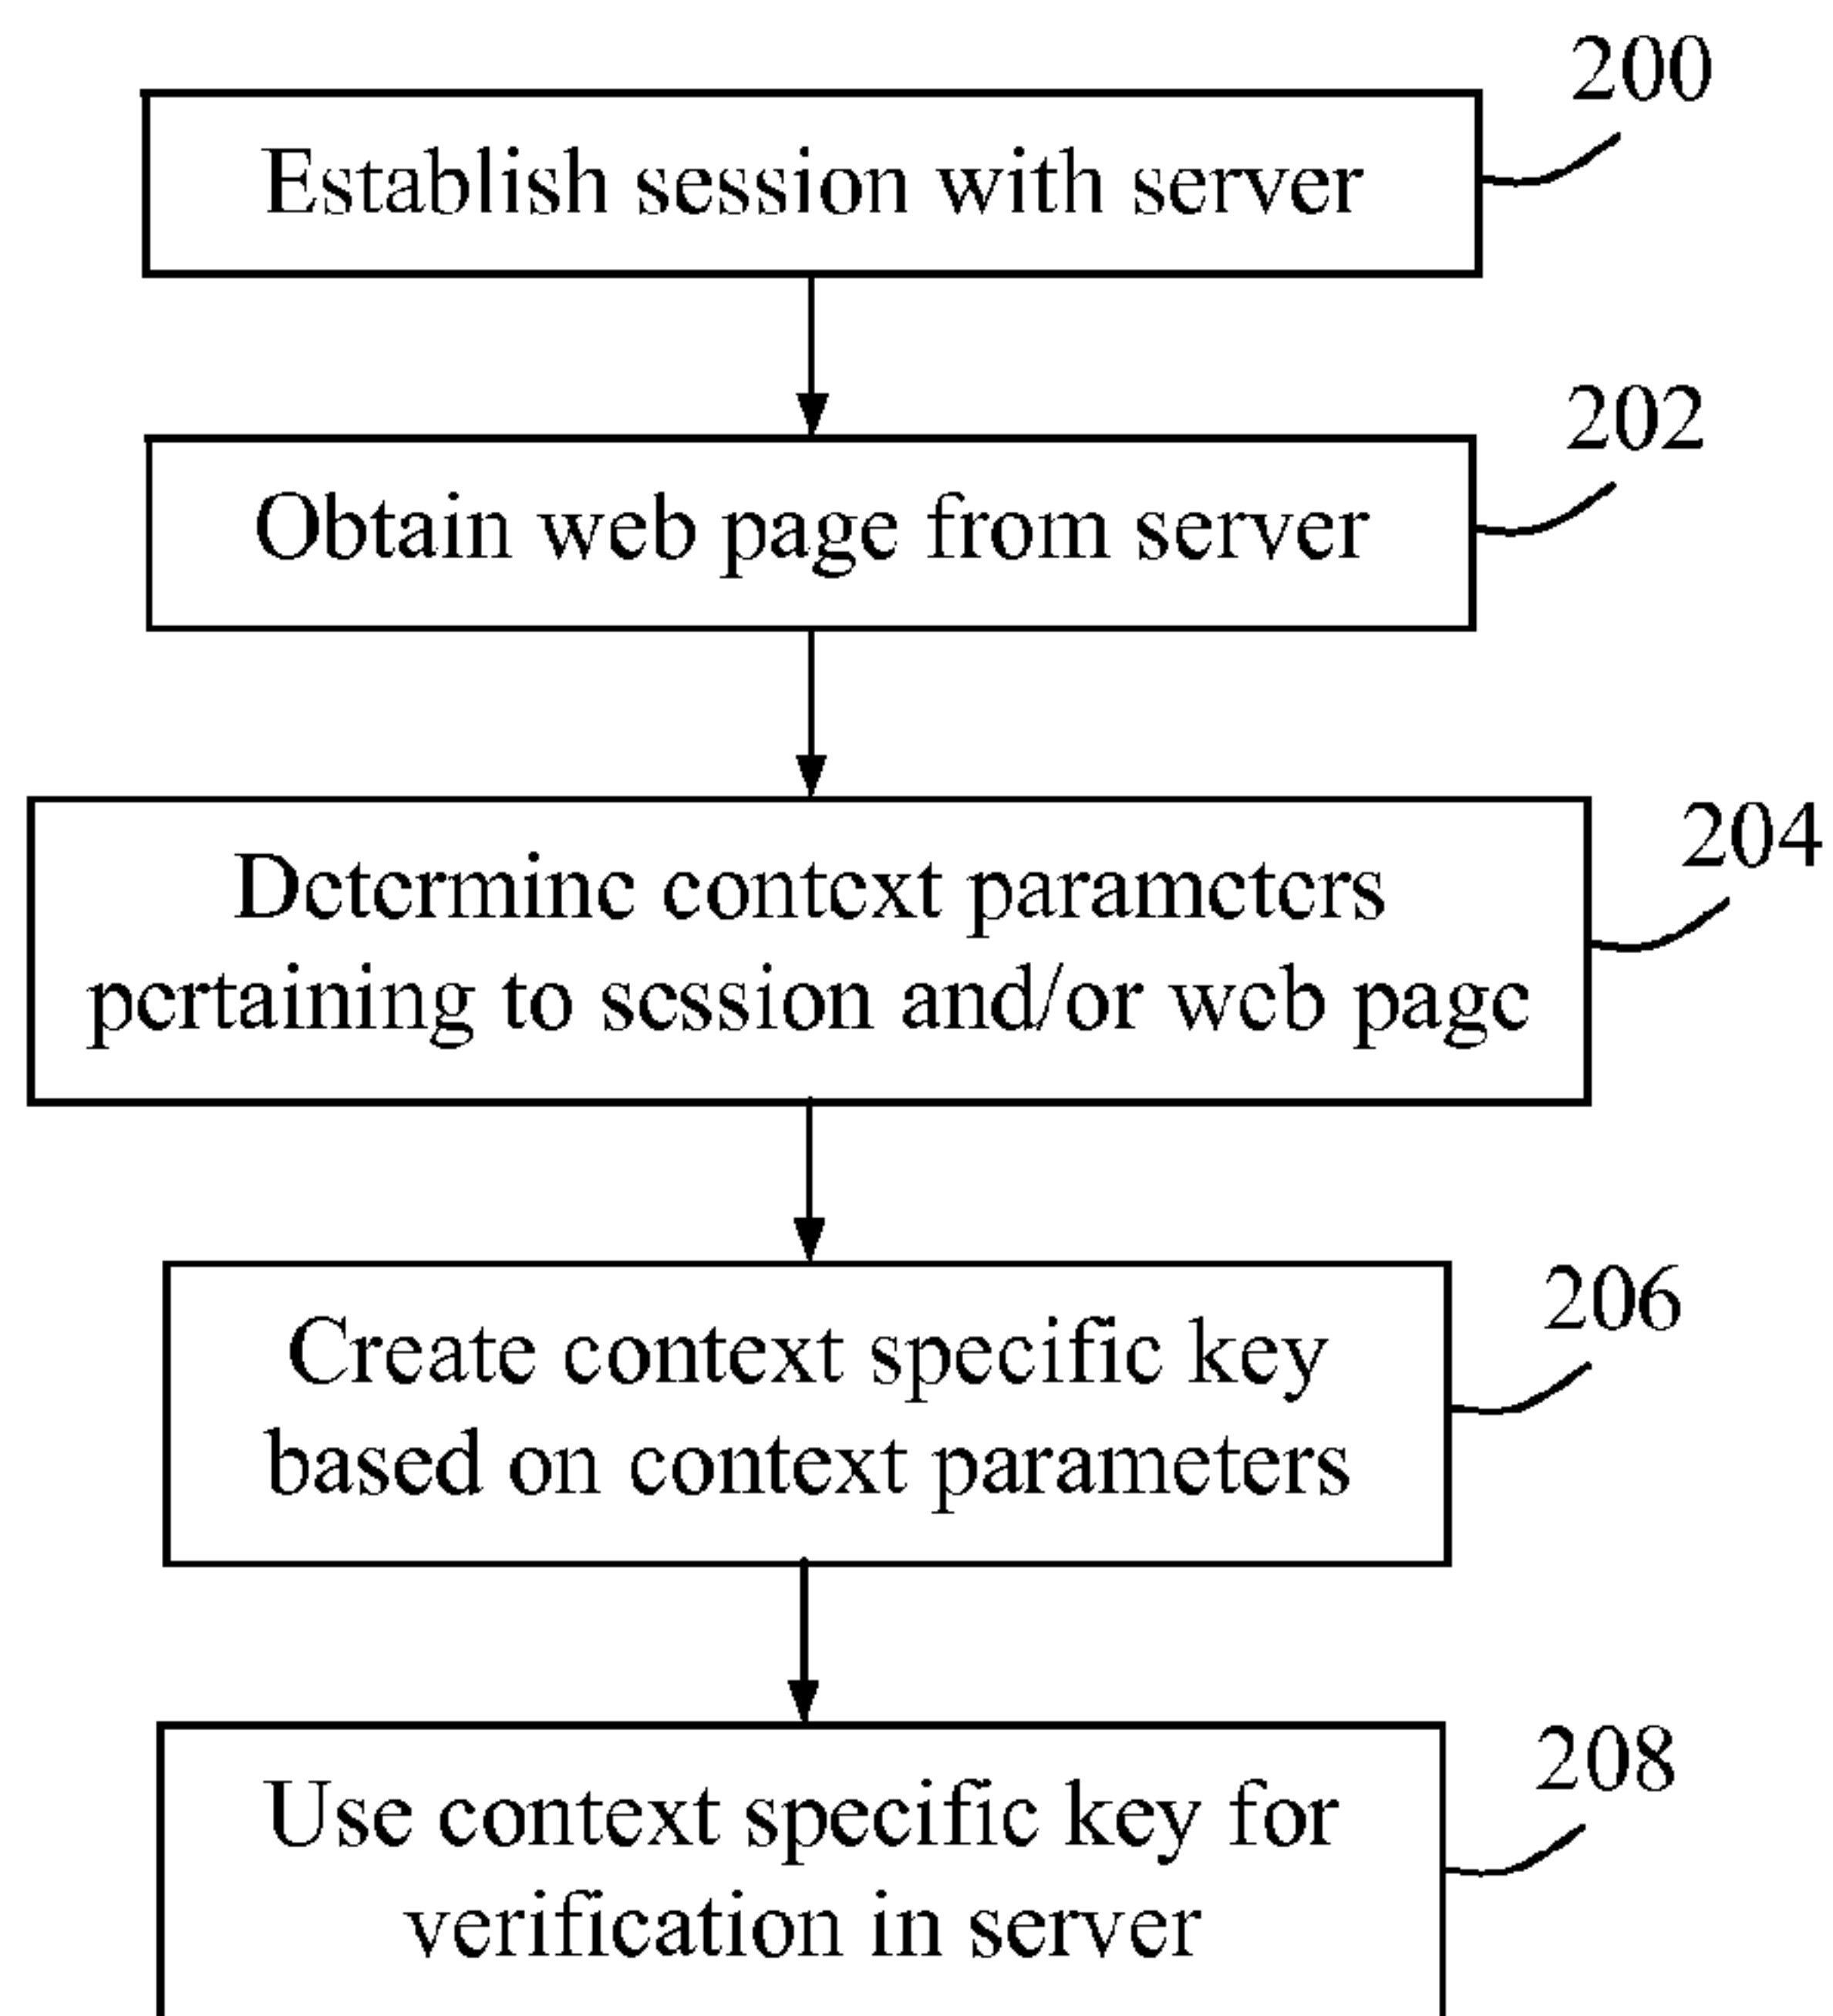 200
Establish session with server
202
Obtain web page from server
204
Determine context parameters
pertaining to session and/or web page
206
Create context specific key
based on context parameters
208
Use context specific key for
verification in server